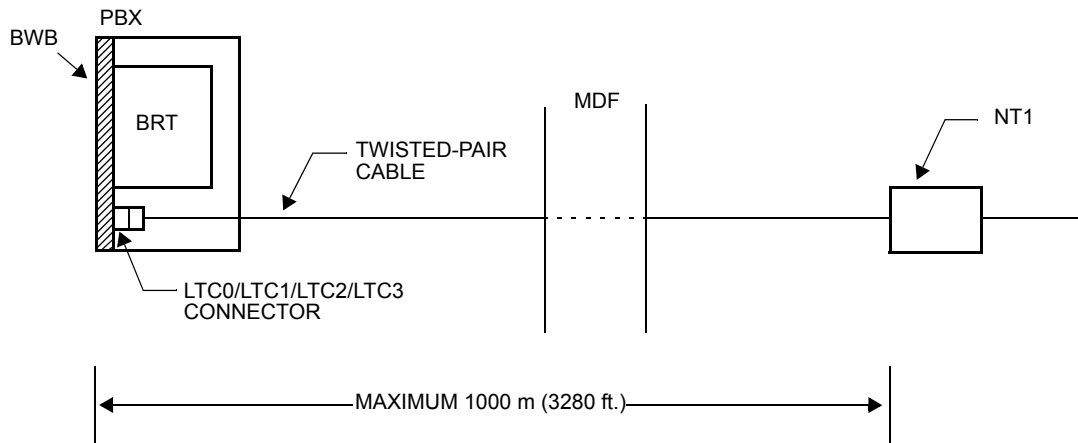 PBX
BWB
BRT
MDF
NT1
TWISTED-PAIR
CABLE
LTC0/LTC1/LTC2/LTC3
CONNECTOR
MAXIMUM 1000 m (3280 ft.)